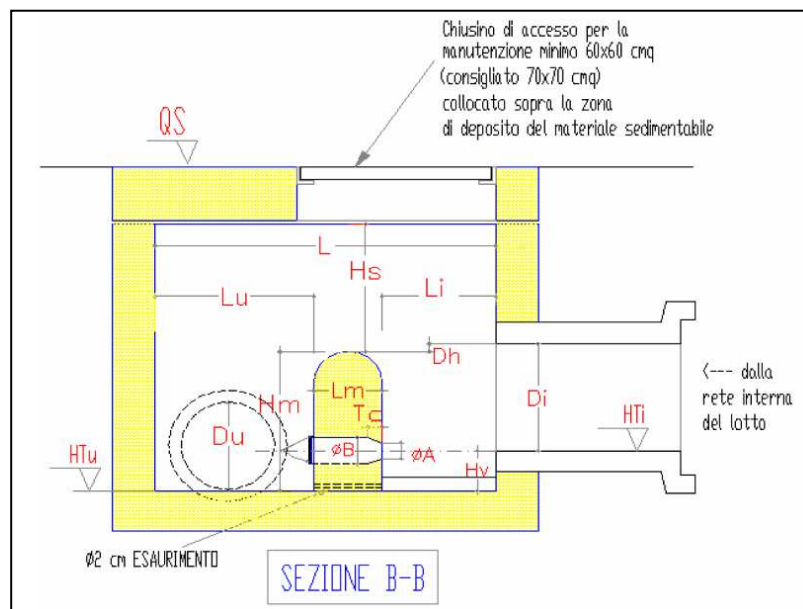 Chiusino di accesso per la
manutenzione minimo 60x60 cmq
(consigliato 70x70 cmq)
collocato sopra la zona
di deposito del materiale sedimentabile
QS
L
Hs
Lu
Li
Dh
Hm
Lm
Di
<--- dalla
rete interna
del lotto
Tc
Du
HTi
ØB
ØA
HTu
Hv
Ø2 cm ESAURIMENTO
SEZIONE B-B